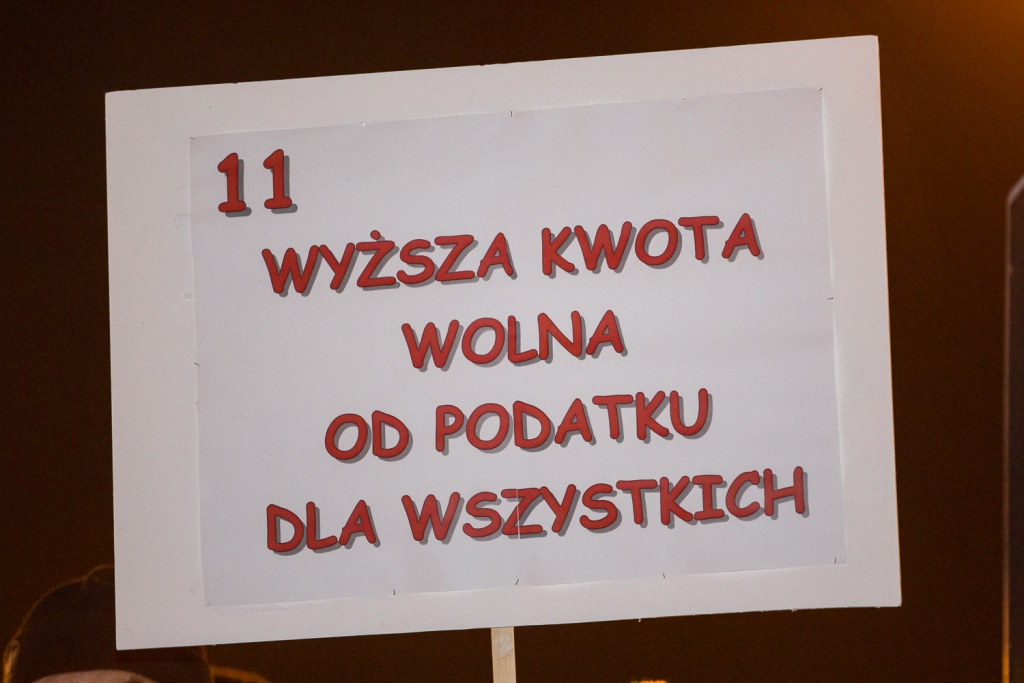 11
WYŻSZA KWOTA
WOLNA
OD PODATKU
DLA WSZYSTKICH